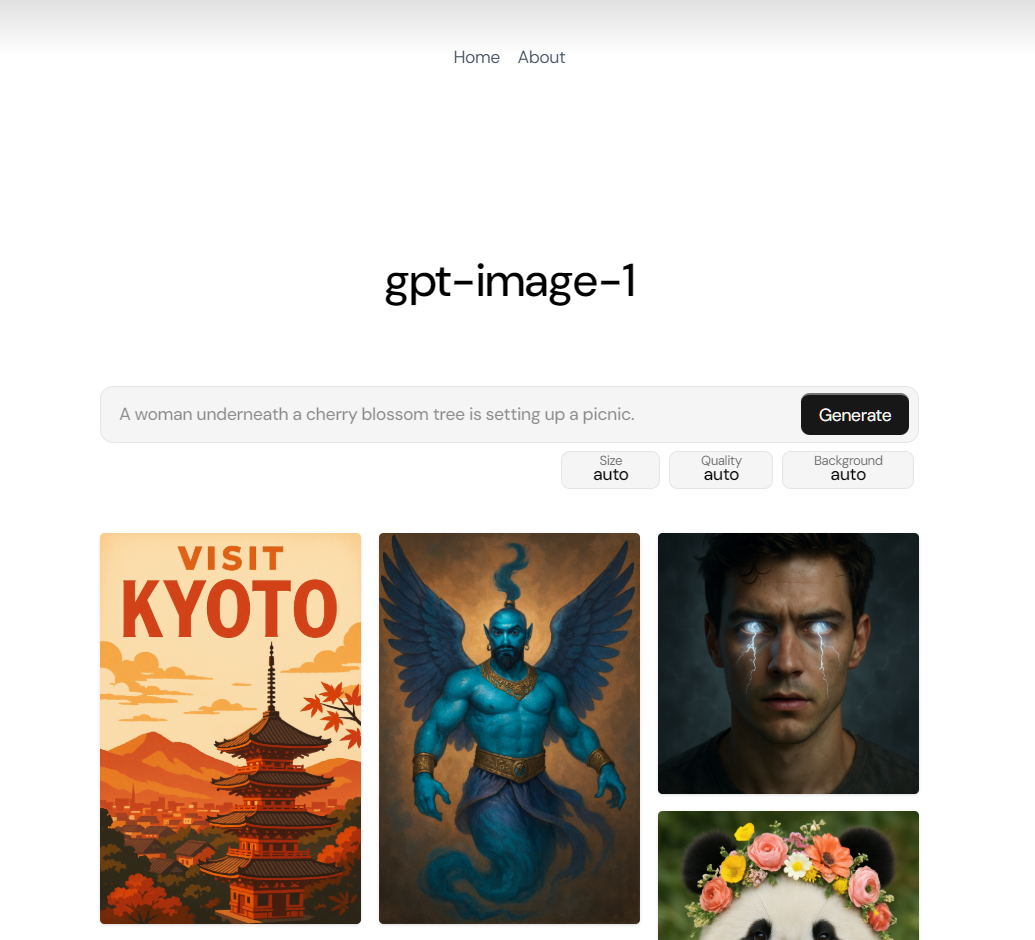 Home About
gpt-image-1
A woman underneath a cherry blossom tree is setting up a picnic.
Generate
Size
auto
Quality
auto
Background
auto
VISIT
KYOTO